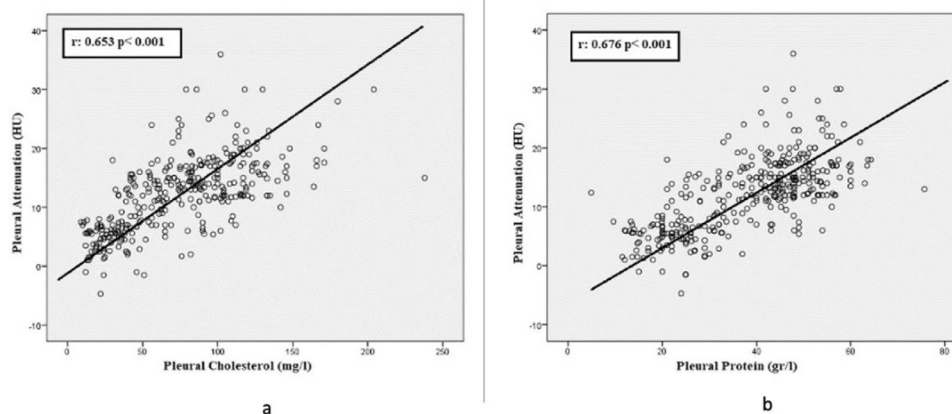 r: 0.653 p< 0.001
Pleural Attenuation (HU)
40
30
20
10
0
-10
0 50 100 150 200 250
Pleural Cholesterol (mg/l)
a
r: 0.676 p< 0.001
Pleural Attenuation (HU)
40
30
20
10
0
-10
0 20 40 60 80
Pleural Protein (gr/l)
b